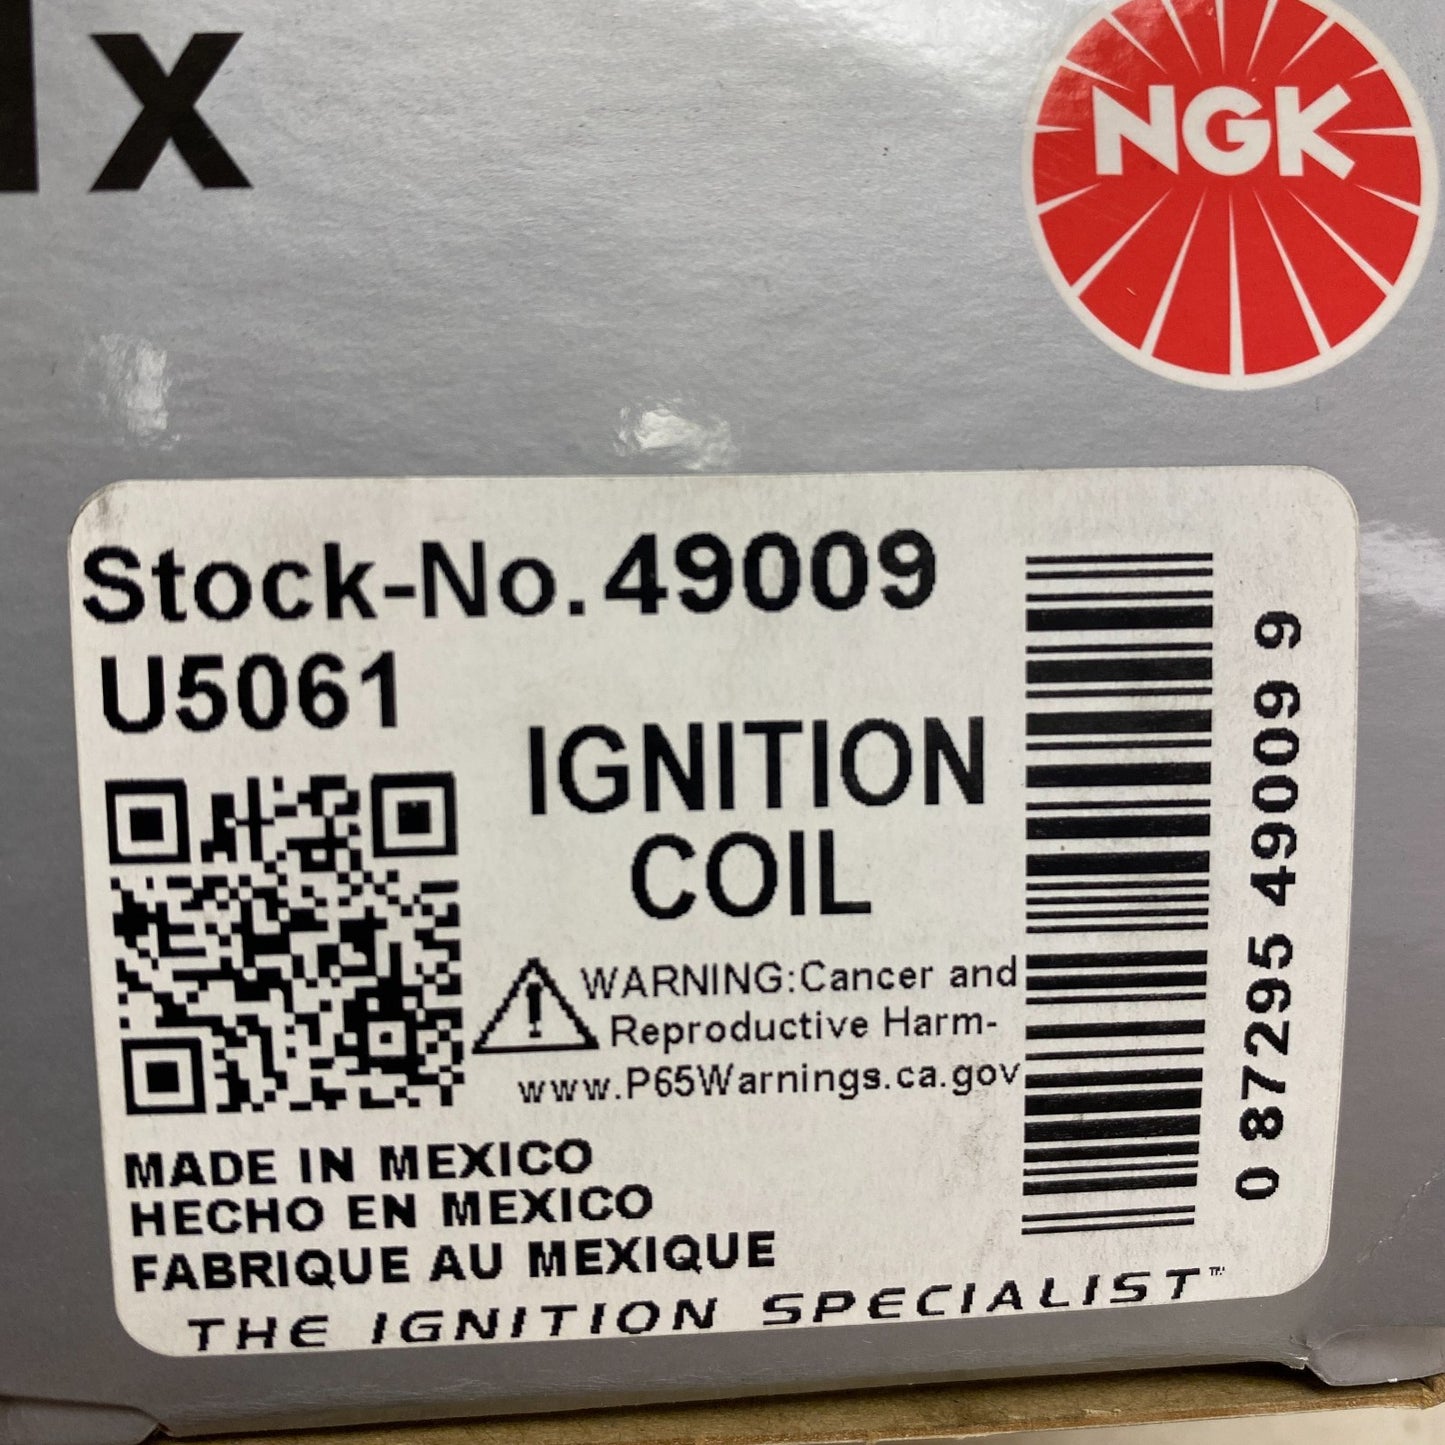 1x
NGK
Stock-No. 49009
U5061
IGNITION
COIL
WARNING:Cancer and
Reproductive Harm-
www.P65Warnings.ca.gov
0 87295 49009 9
MADE IN MEXICO
HECHO EN MEXICO
FABRIQUE AU MEXIQUE
THE IGNITION SPECIALIST™